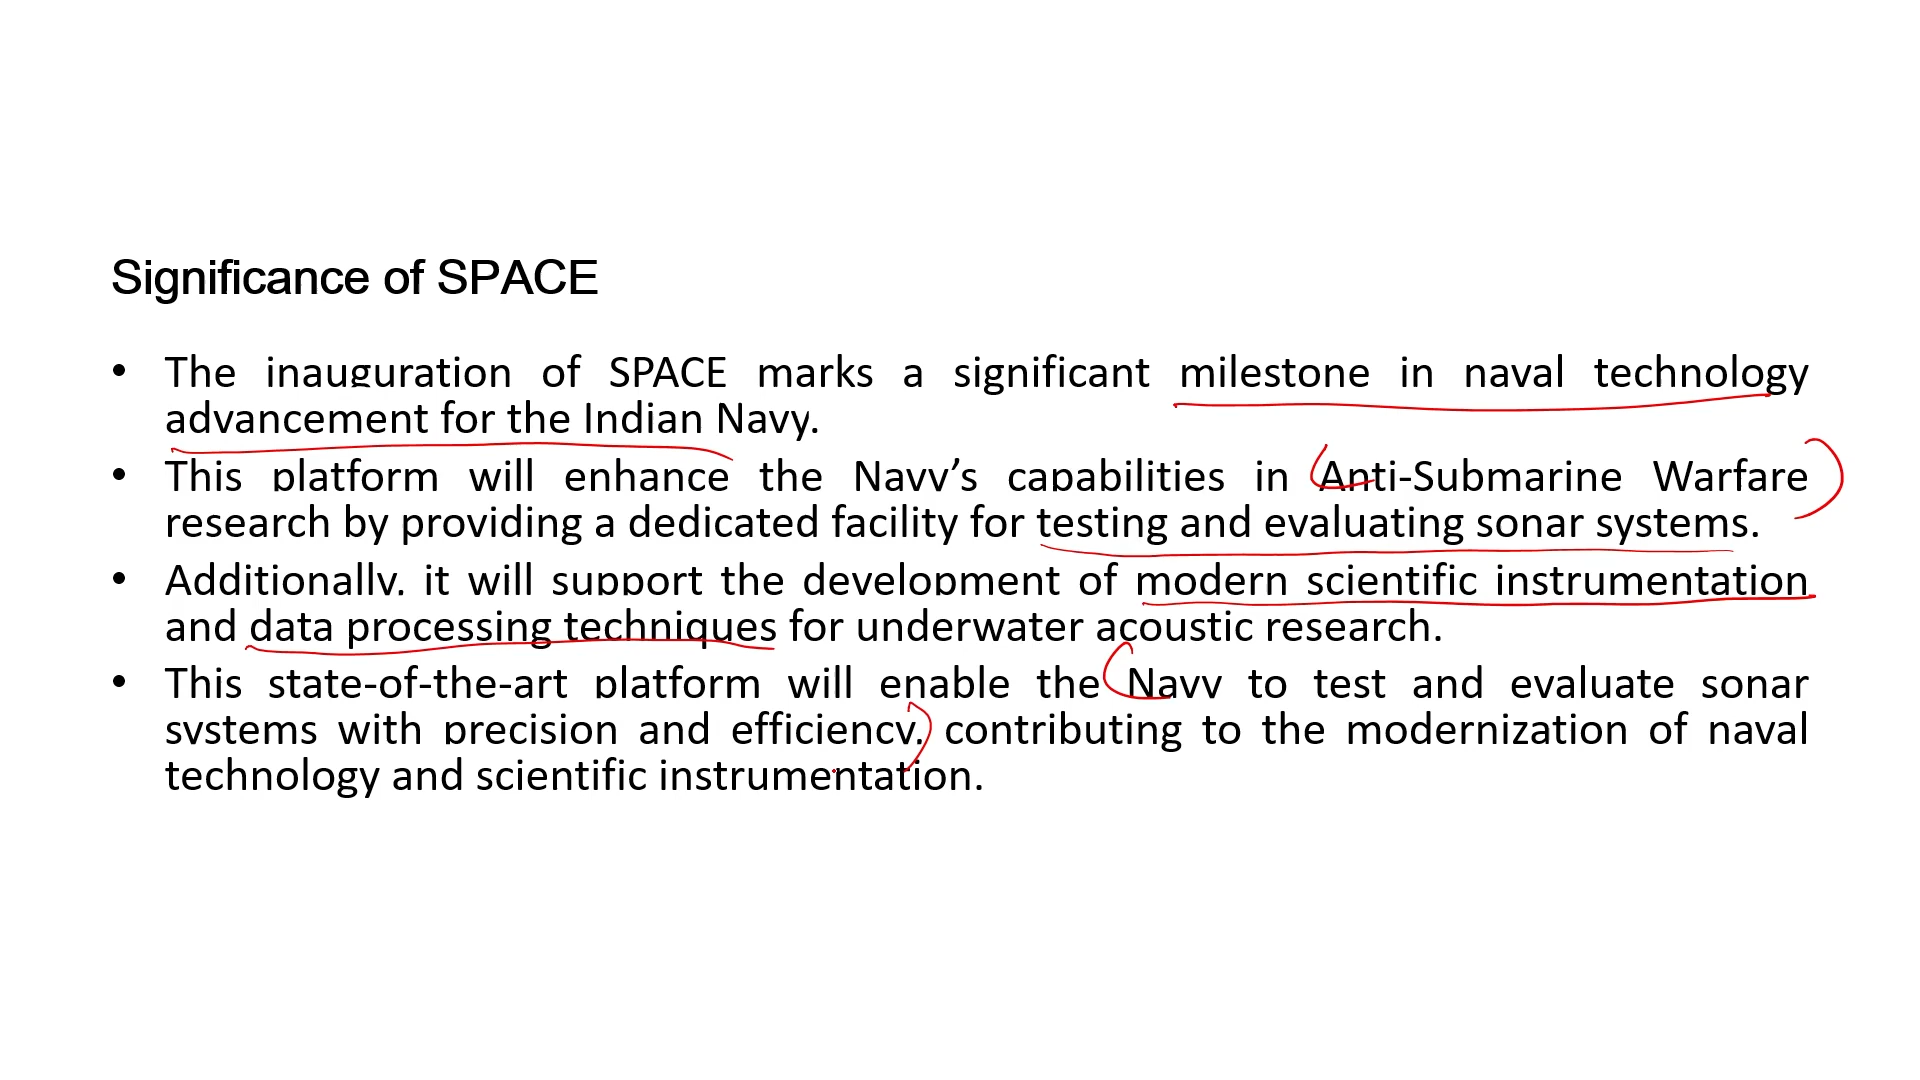 Significance of SPACE
• The inauguration of SPACE marks a significant milestone in naval technology
advancement for the Indian Navy.
• This platform will enhance the Navy’s capabilities in Anti-Submarine Warfare
research by providing a dedicated facility for testing and evaluating sonar systems.
• Additionally, it will support the development of modern scientific instrumentation
and data processing techniques for underwater acoustic research.
• This state-of-the-art platform will enable the Navy to test and evaluate sonar
systems with precision and efficiency, contributing to the modernization of naval
technology and scientific instrumentation.